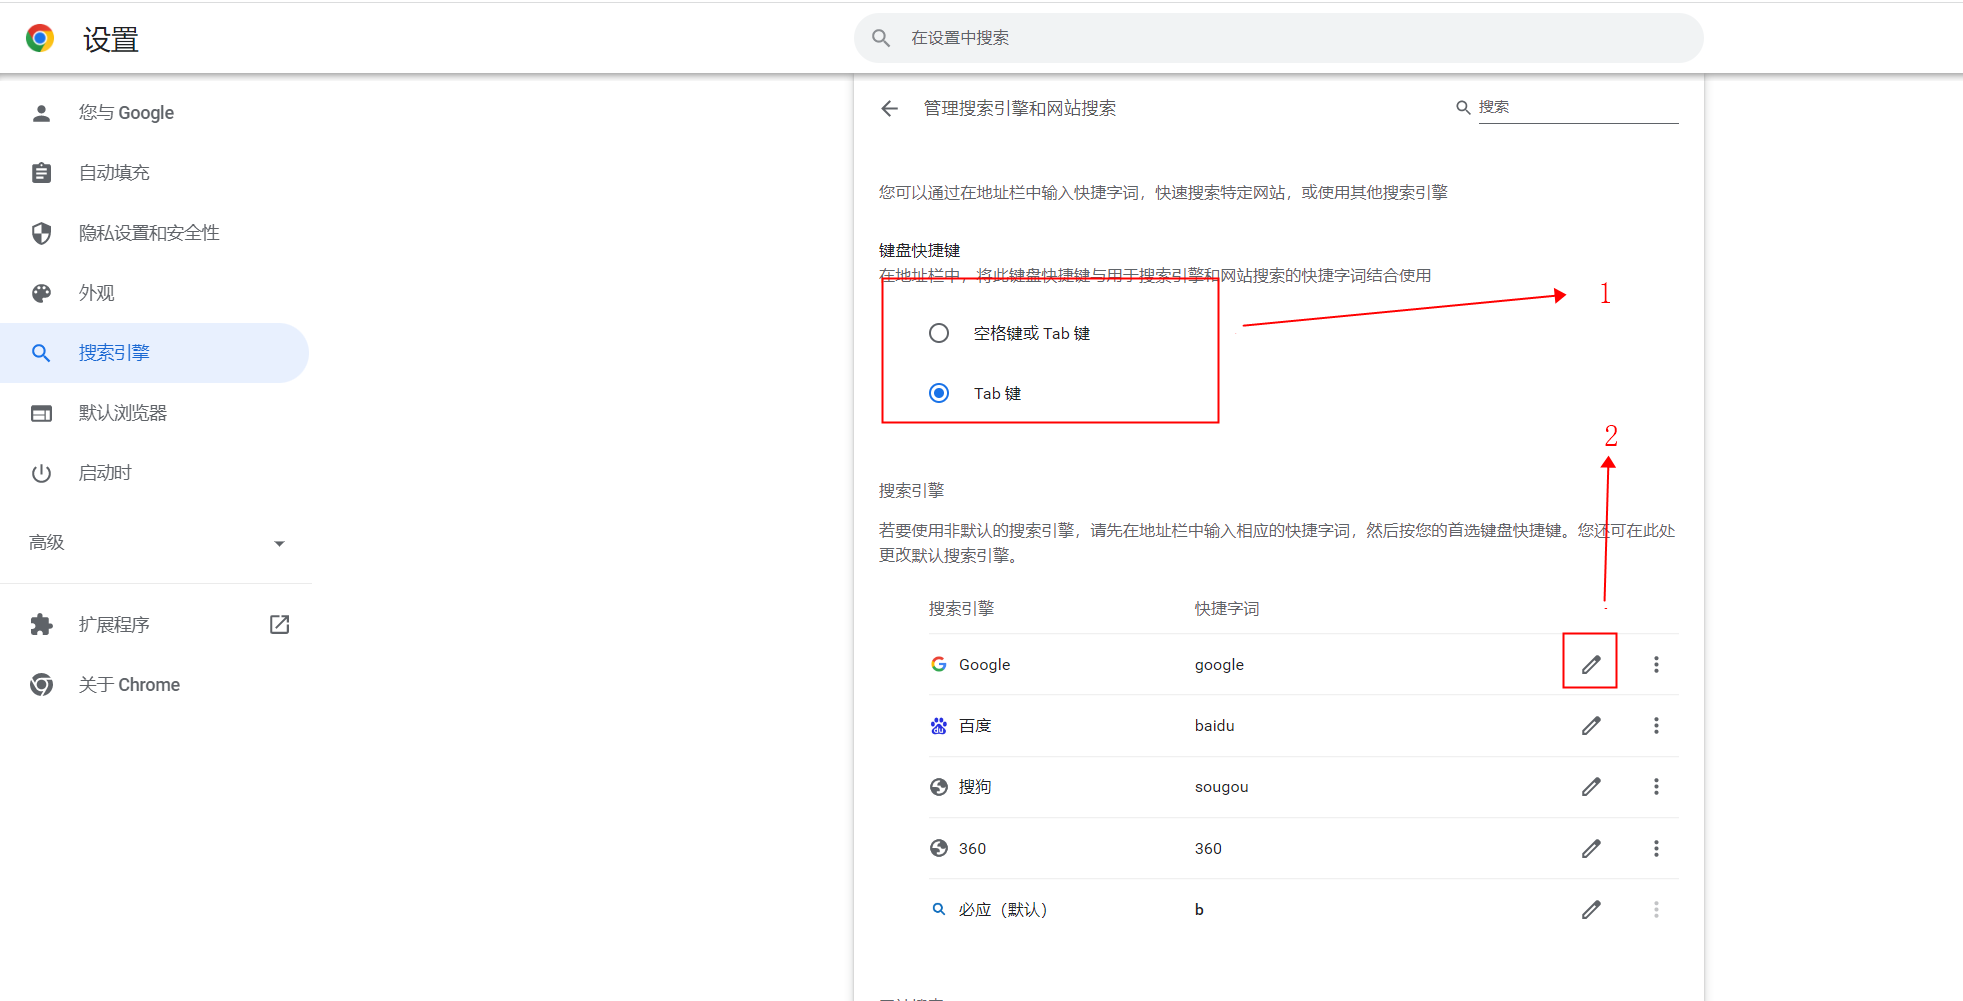 设置
在设置中搜索
您与 Google
自动填充
隐私设置和安全性
外观
搜索引擎
默认浏览器
启动时
高级
扩展程序
关于 Chrome
管理搜索引擎和网站搜索
搜索
您可以通过在地址栏中输入快捷字词，快速搜索特定网站，或使用其他搜索引擎
键盘快捷键
在地址栏中，将此键盘快捷键与用于搜索引擎和网站搜索的快捷字词结合使用
1
空格键或 Tab 键
Tab 键
2
搜索引擎
若要使用非默认的搜索引擎，请先在地址栏中输入相应的快捷字词，然后按您的首选键盘快捷键。您还可在此处
更改默认搜索引擎。
搜索引擎 快捷字词
Google google
百度 baidu
搜狗 sougou
360 360
必应（默认） b